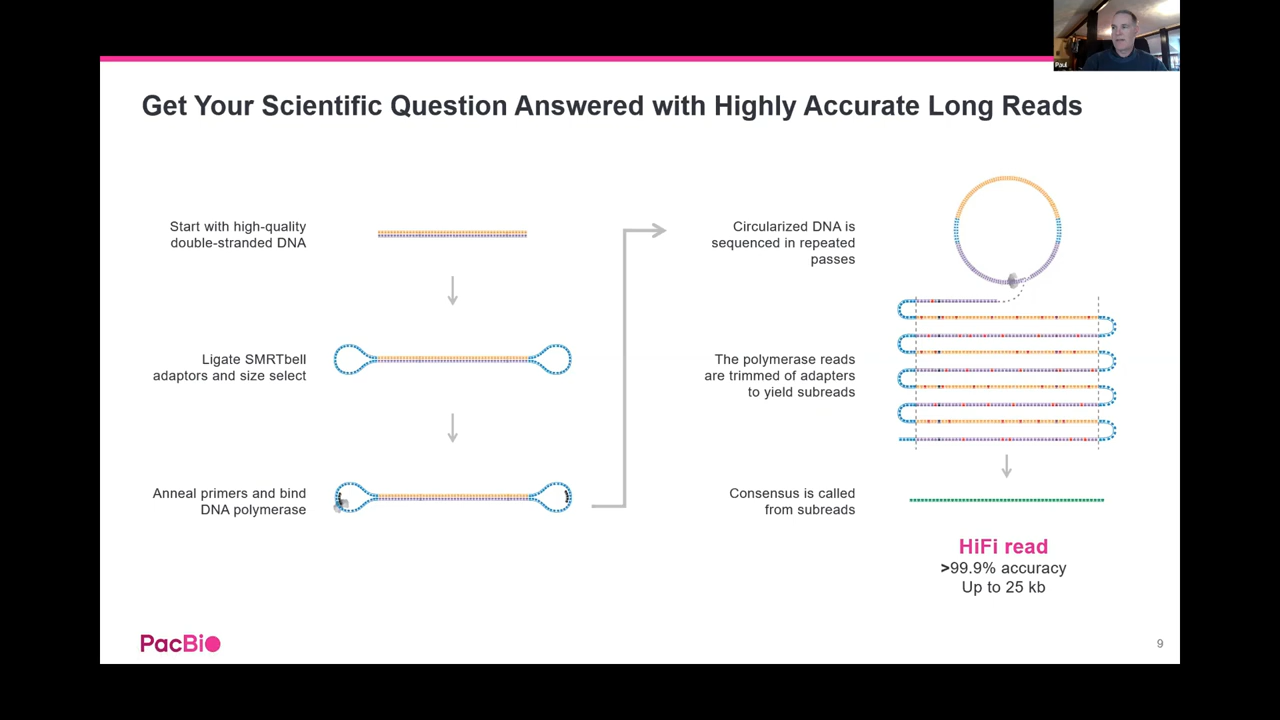 Paul
Get Your Scientific Question Answered with Highly Accurate Long Reads
Start with high-quality
double-stranded DNA
Ligate SMRTbell
adaptors and size select
Anneal primers and bind
DNA polymerase
Circularized DNA is
sequenced in repeated
passes
The polymerase reads
are trimmed of adapters
to yield subreads
Consensus is called
from subreads
HiFi read
>99.9% accuracy
Up to 25 kb
PacBio
9